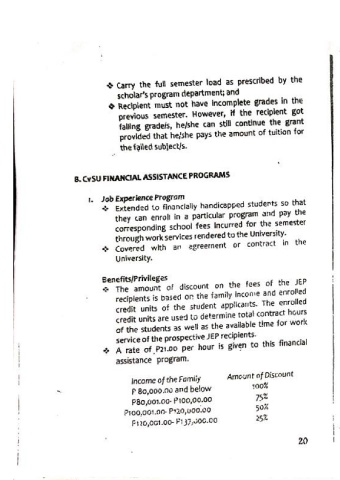 ❖ Carry the full semester load as prescribed by the
scholar's program department; and
❖ Recipient must not have incomplete grades in the
previous semester. However, if the recipient got
failing grade/s, he/she can still continue the grant
provided that he/she pays the amount of tuition for
the failed subject/s.
B. CvSU FINANCIAL ASSISTANCE PROGRAMS
1. Job Experience Program
❖ Extended to financially handicapped students so that
they can enroll in a particular program and pay the
corresponding school fees incurred for the semester
through work services rendered to the University.
❖ Covered with an agreement or contract in the
University.
Benefits/Privileges
❖ The amount of discount on the fees of the JEP
recipients is based on the family income and enrolled
credit units of the student applicants. The enrolled
credit units are used to determine total contract hours
of the students as well as the available time for work
service of the prospective JEP recipients.
❖ A rate of P21.00 per hour is given to this financial
assistance program.
Income of the Family Amount of Discount
P 80,000.00 and below 100%
P80,001.00- P100,00.00 75%
P100,001.00- P120,000.00 50%
P120,001.00- P137,000.00 25%
20